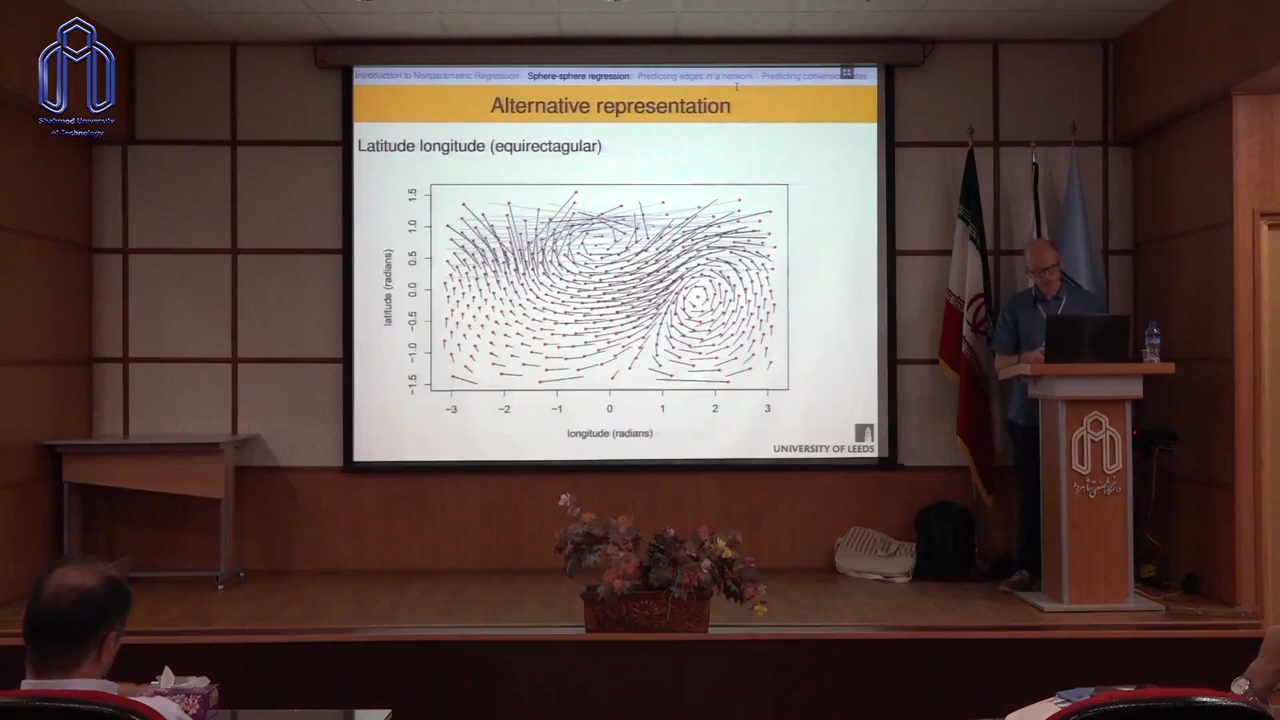 Shahrood University
of Technology
Introduction to Nonparametric Regression Sphere-sphere regression Predicting edges in a network Predicting
Alternative representation
Latitude longitude (equirectagular)
1.5
1.0
0.5
0.0
−0.5
−1.0
−1.5
latitude (radians)
−3 −2 −1 0 1 2 3
longitude (radians)
UNIVERSITY OF LEEDS